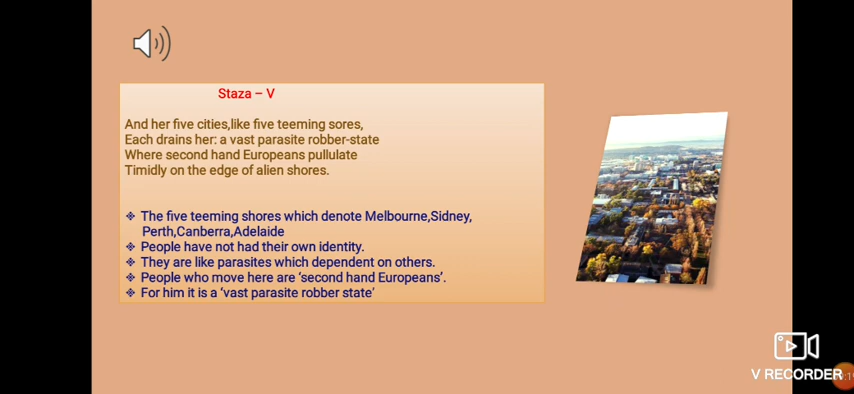 Staza – V
And her five cities,like five teeming sores,
Each drains her: a vast parasite robber-state
Where second hand Europeans pullulate
Timidly on the edge of alien shores.
The five teeming shores which denote Melbourne,Sidney,
Perth,Canberra,Adelaide
People have not had their own identity.
They are like parasites which dependent on others.
People who move here are ‘second hand Europeans’.
For him it is a ‘vast parasite robber state’
V RECORDER